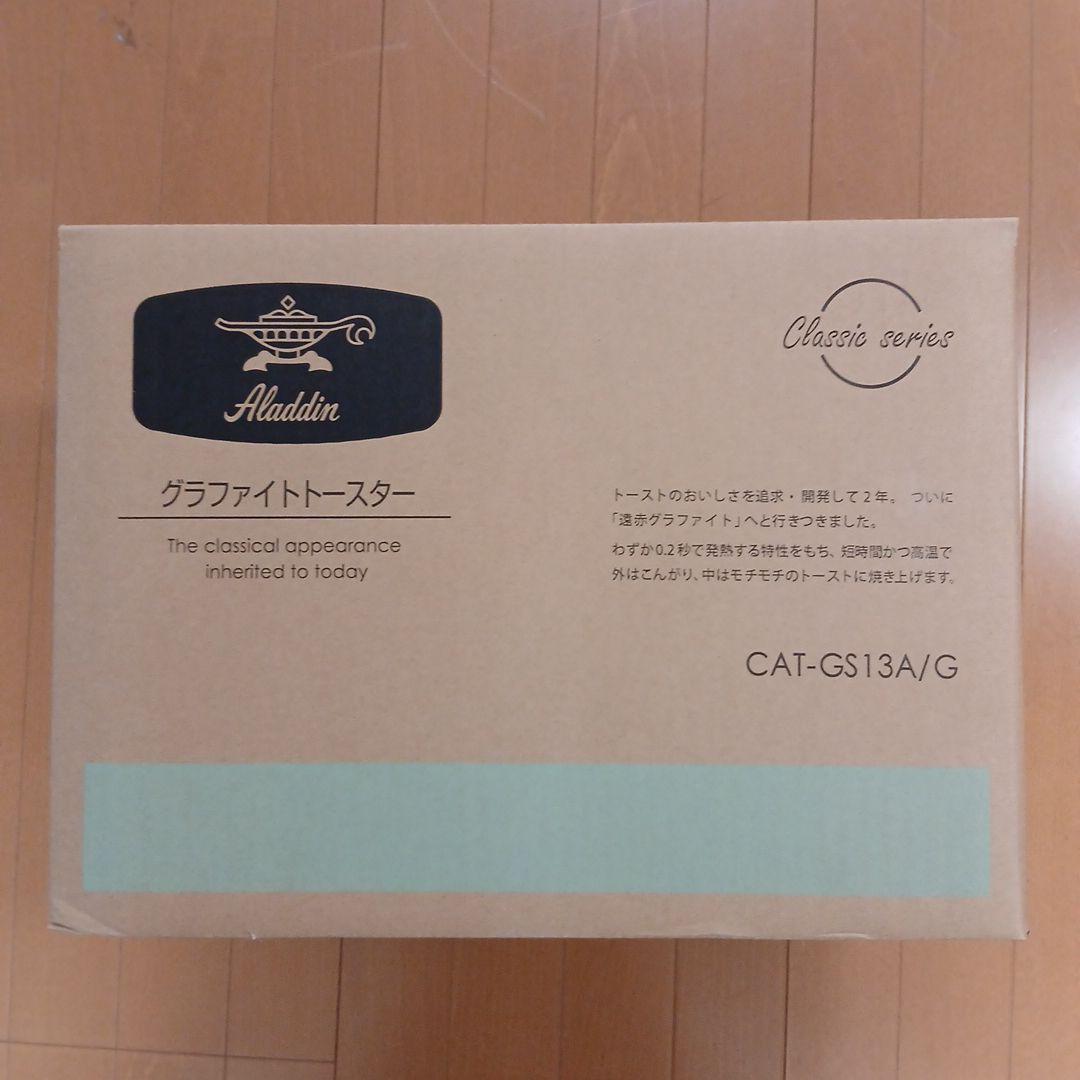 Aladdin
グラファイトトースター
The classical appearance
inherited to today
Classic series
トーストのおいしさを追求・開発して2年。 ついに
「遠赤グラファイト」へと行きつきました。
わずか0.2秒で発熱する特性をもち、短時間かつ高温で
外はこんがり、中はモチモチのトーストに焼き上げます。
CAT-GS13A/G